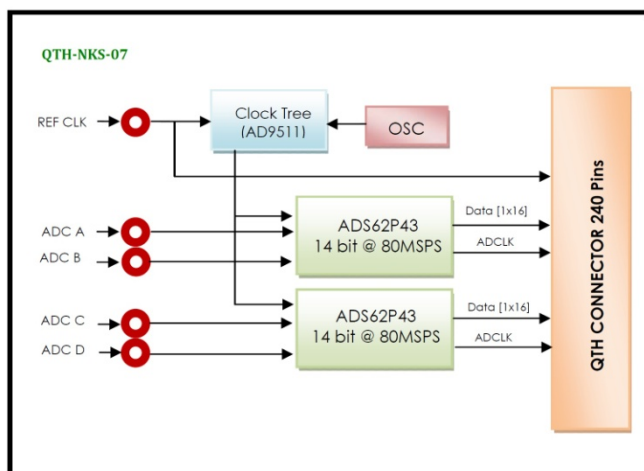 QTH-NKS-07
REF CLK
Clock Tree
(AD9511)
OSC
ADC A
ADC B
ADS62P43
14 bit @ 80MSPS
Data [1x16]
ADCLK
ADC C
ADC D
ADS62P43
14 bit @ 80MSPS
Data [1x16]
ADCLK
QTH CONNECTOR 240 Pins